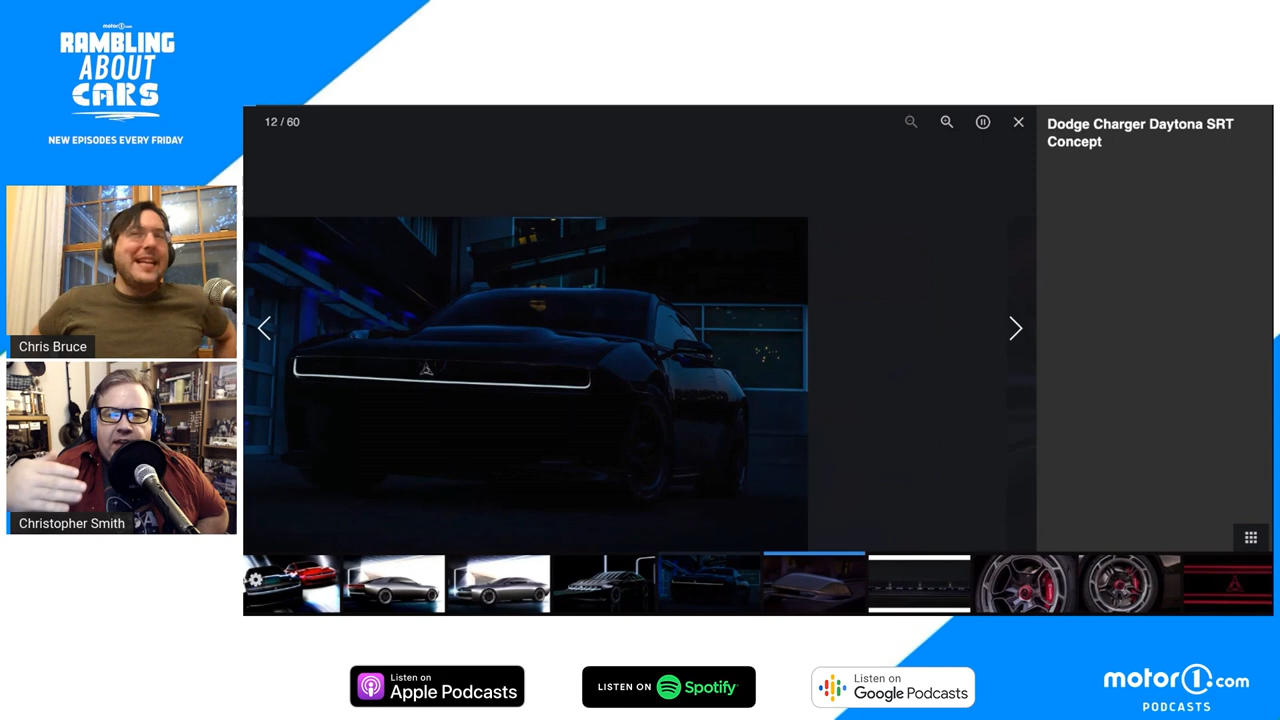 motor1.com
RAMBLING
ABOUT
CARS
NEW EPISODES EVERY FRIDAY
12 / 60
Dodge Charger Daytona SRT
Concept
Chris Bruce
Christopher Smith
Listen on
Apple Podcasts
LISTEN ON Spotify
Listen on
Google Podcasts
motor1.com
PODCASTS